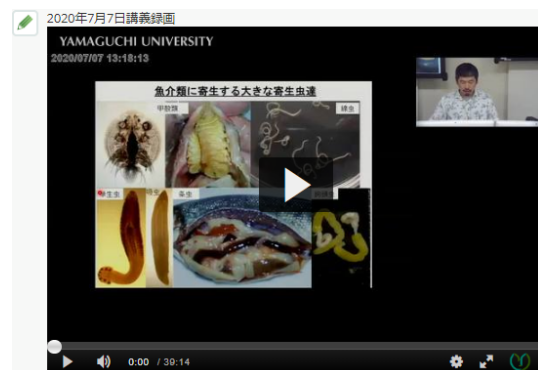 2020年7月7日講義録画
YAMAGUCHI UNIVERSITY
2020/07/07 13:18:13
魚介類に寄生する大きな寄生虫達
甲殻類
線虫
条虫
0:00 / 39:14